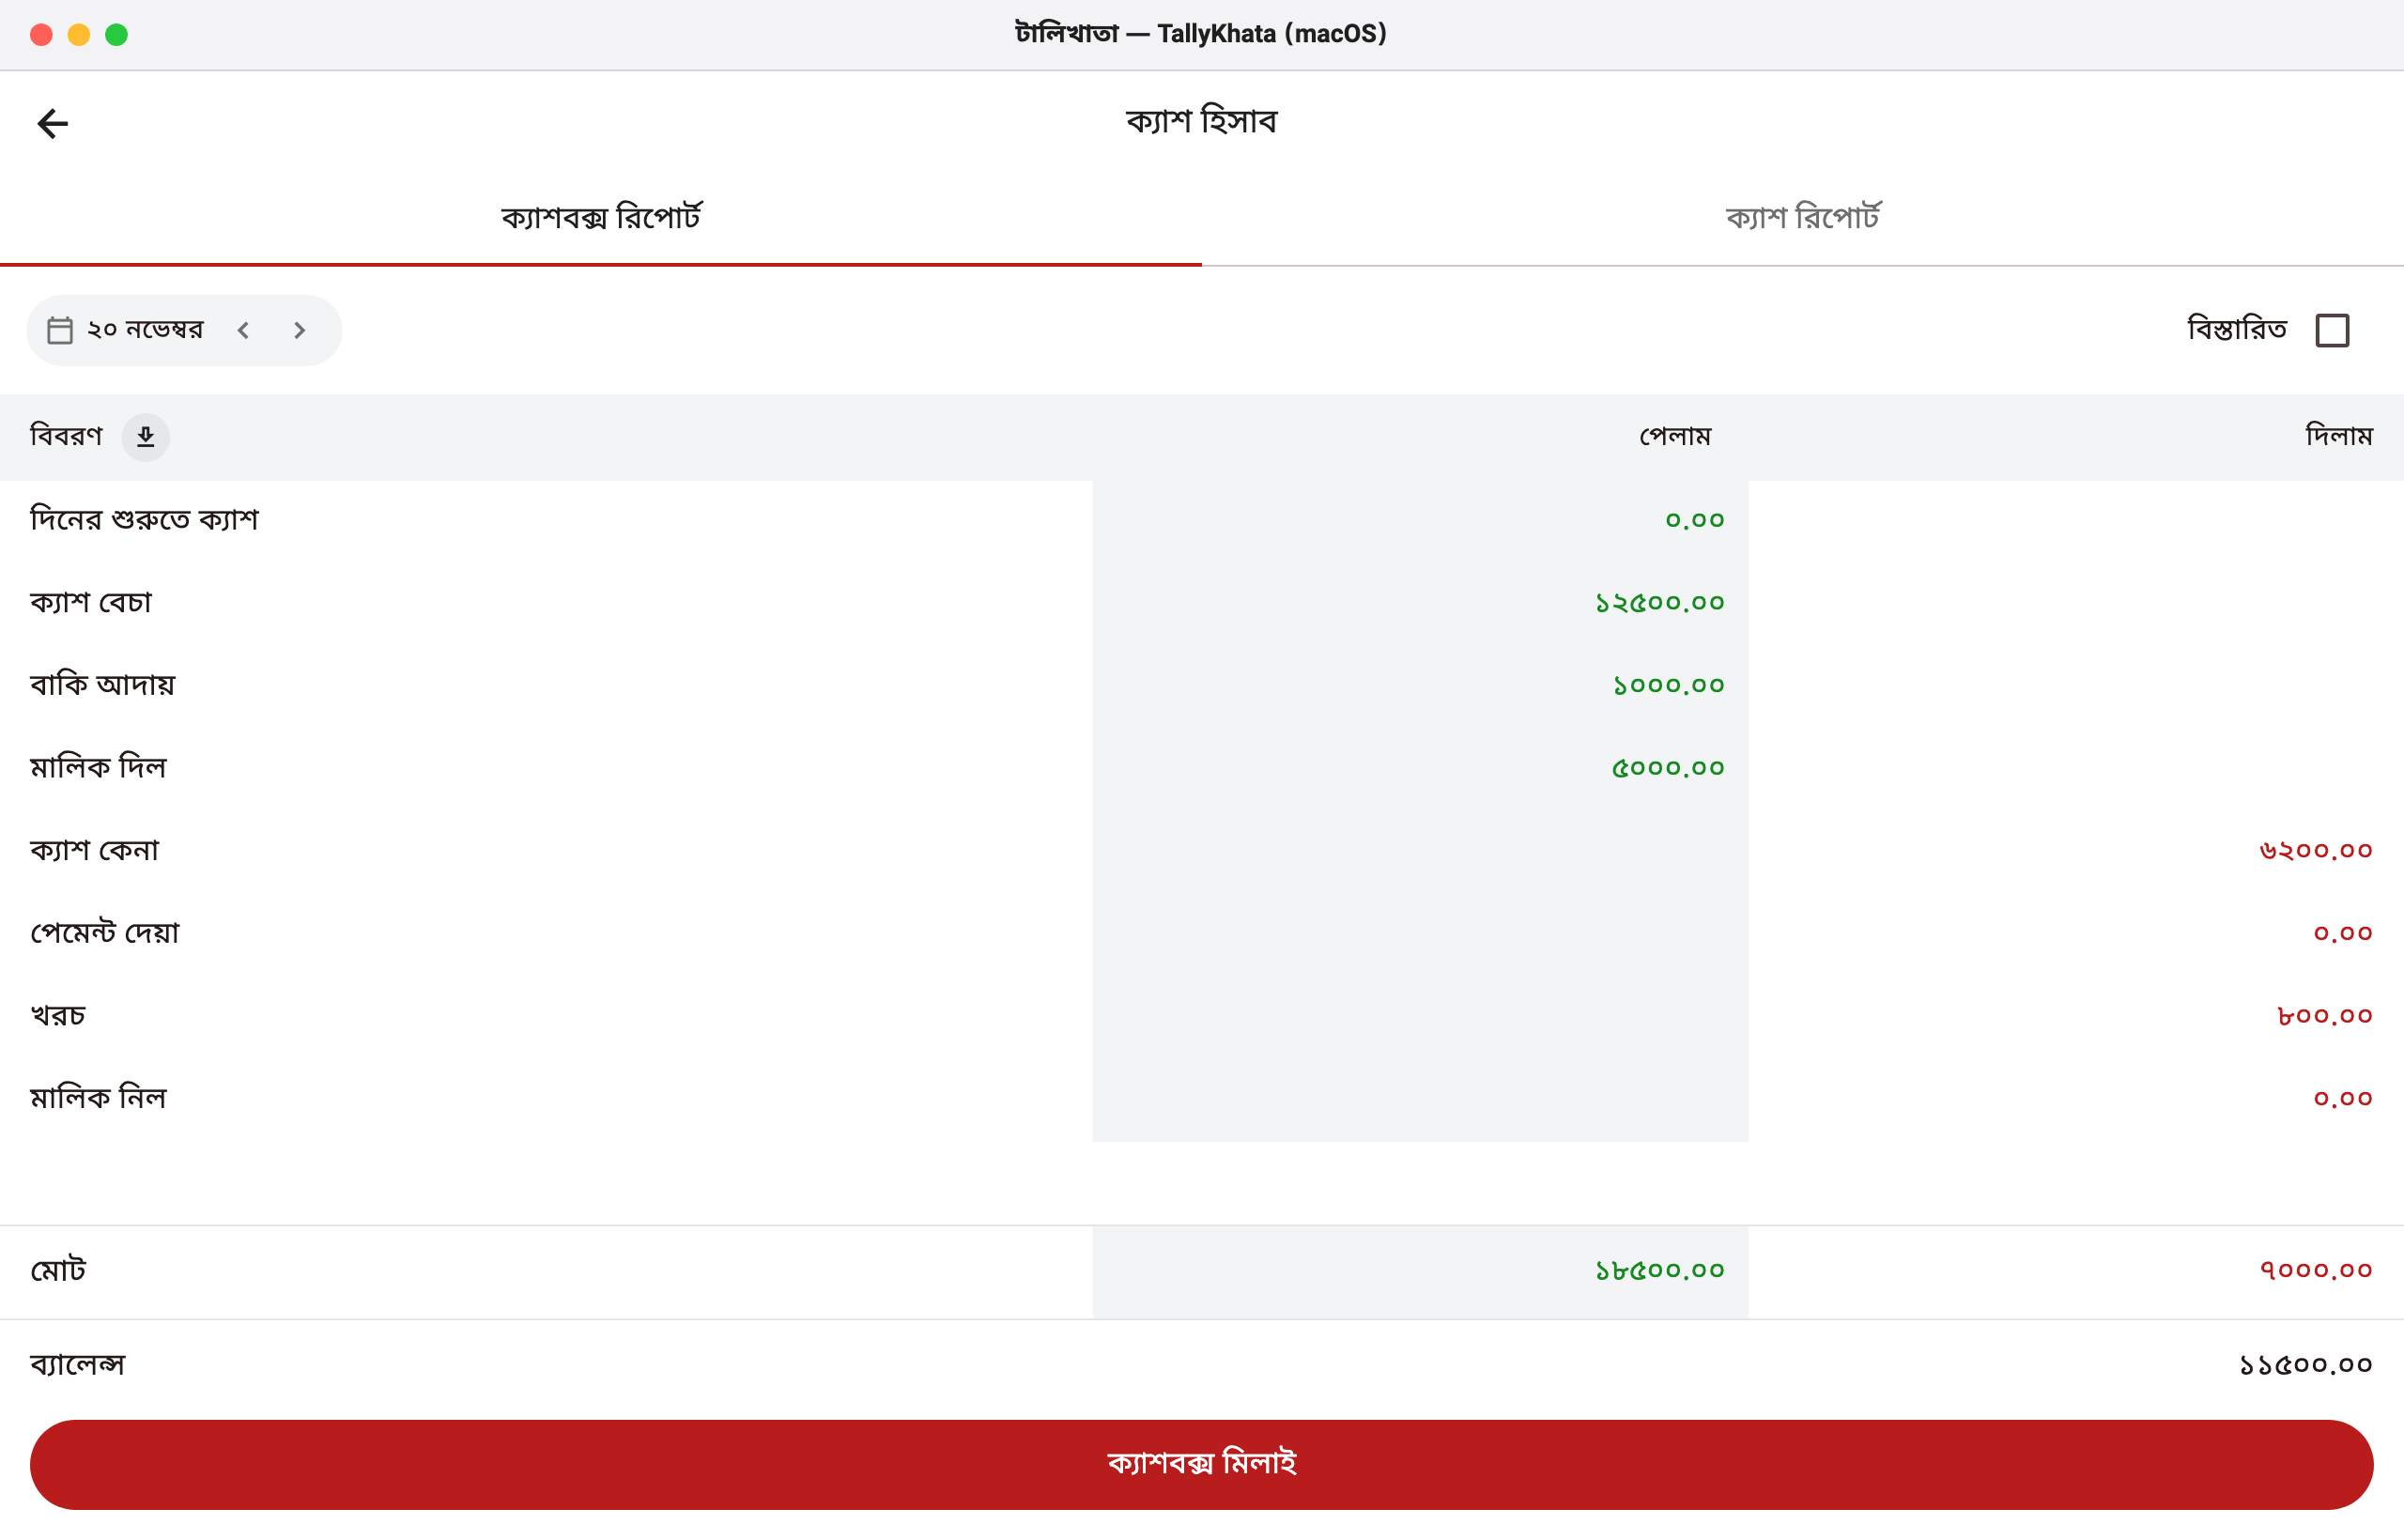 টালিখাতা — TallyKhata (macOS)
ক্যাশ হিসাব
ক্যাশবক্স রিপোর্ট ক্যাশ রিপোর্ট
২০ নভেম্বর বিস্তারিত
বিবরণ পেলাম দিলাম
দিনের শুরুতে ক্যাশ ০.০০
ক্যাশ বেচা ১২৫০০.০০
বাকি আদায় ১০০০.০০
মালিক দিল ৫০০০.০০
ক্যাশ কেনা ৬২০০.০০
পেমেন্ট দেয়া ০.০০
খরচ ৮০০.০০
মালিক নিল ০.০০
মোট ১৮৫০০.০০ ৭০০০.০০
ব্যালেন্স ১১৫০০.০০
ক্যাশবক্স মিলাই